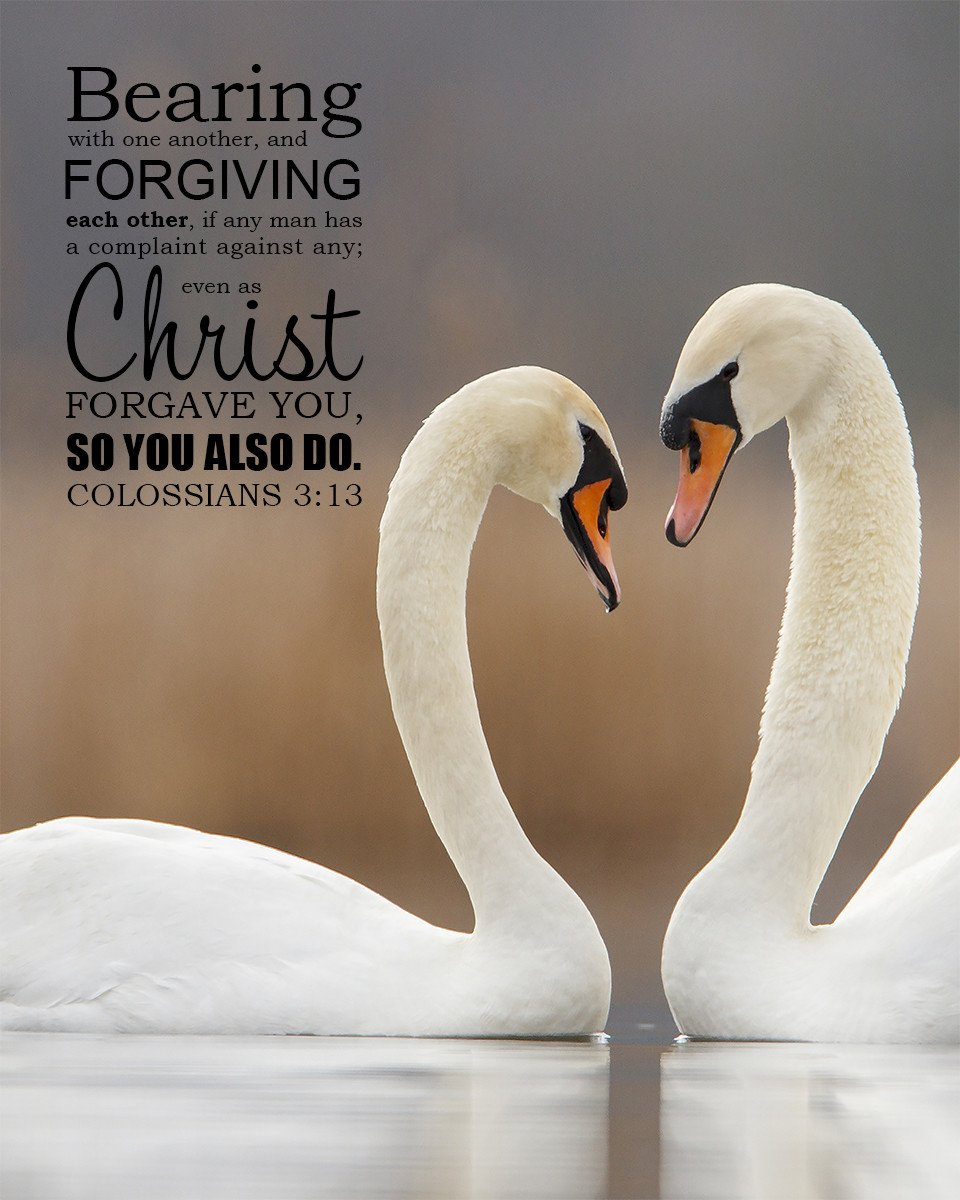 Bearing
with one another, and
FORGIVING
each other, if any man has
a complaint against any;
even as
Christ
FORGAVE YOU,
SO YOU ALSO DO.
COLOSSIANS 3:13